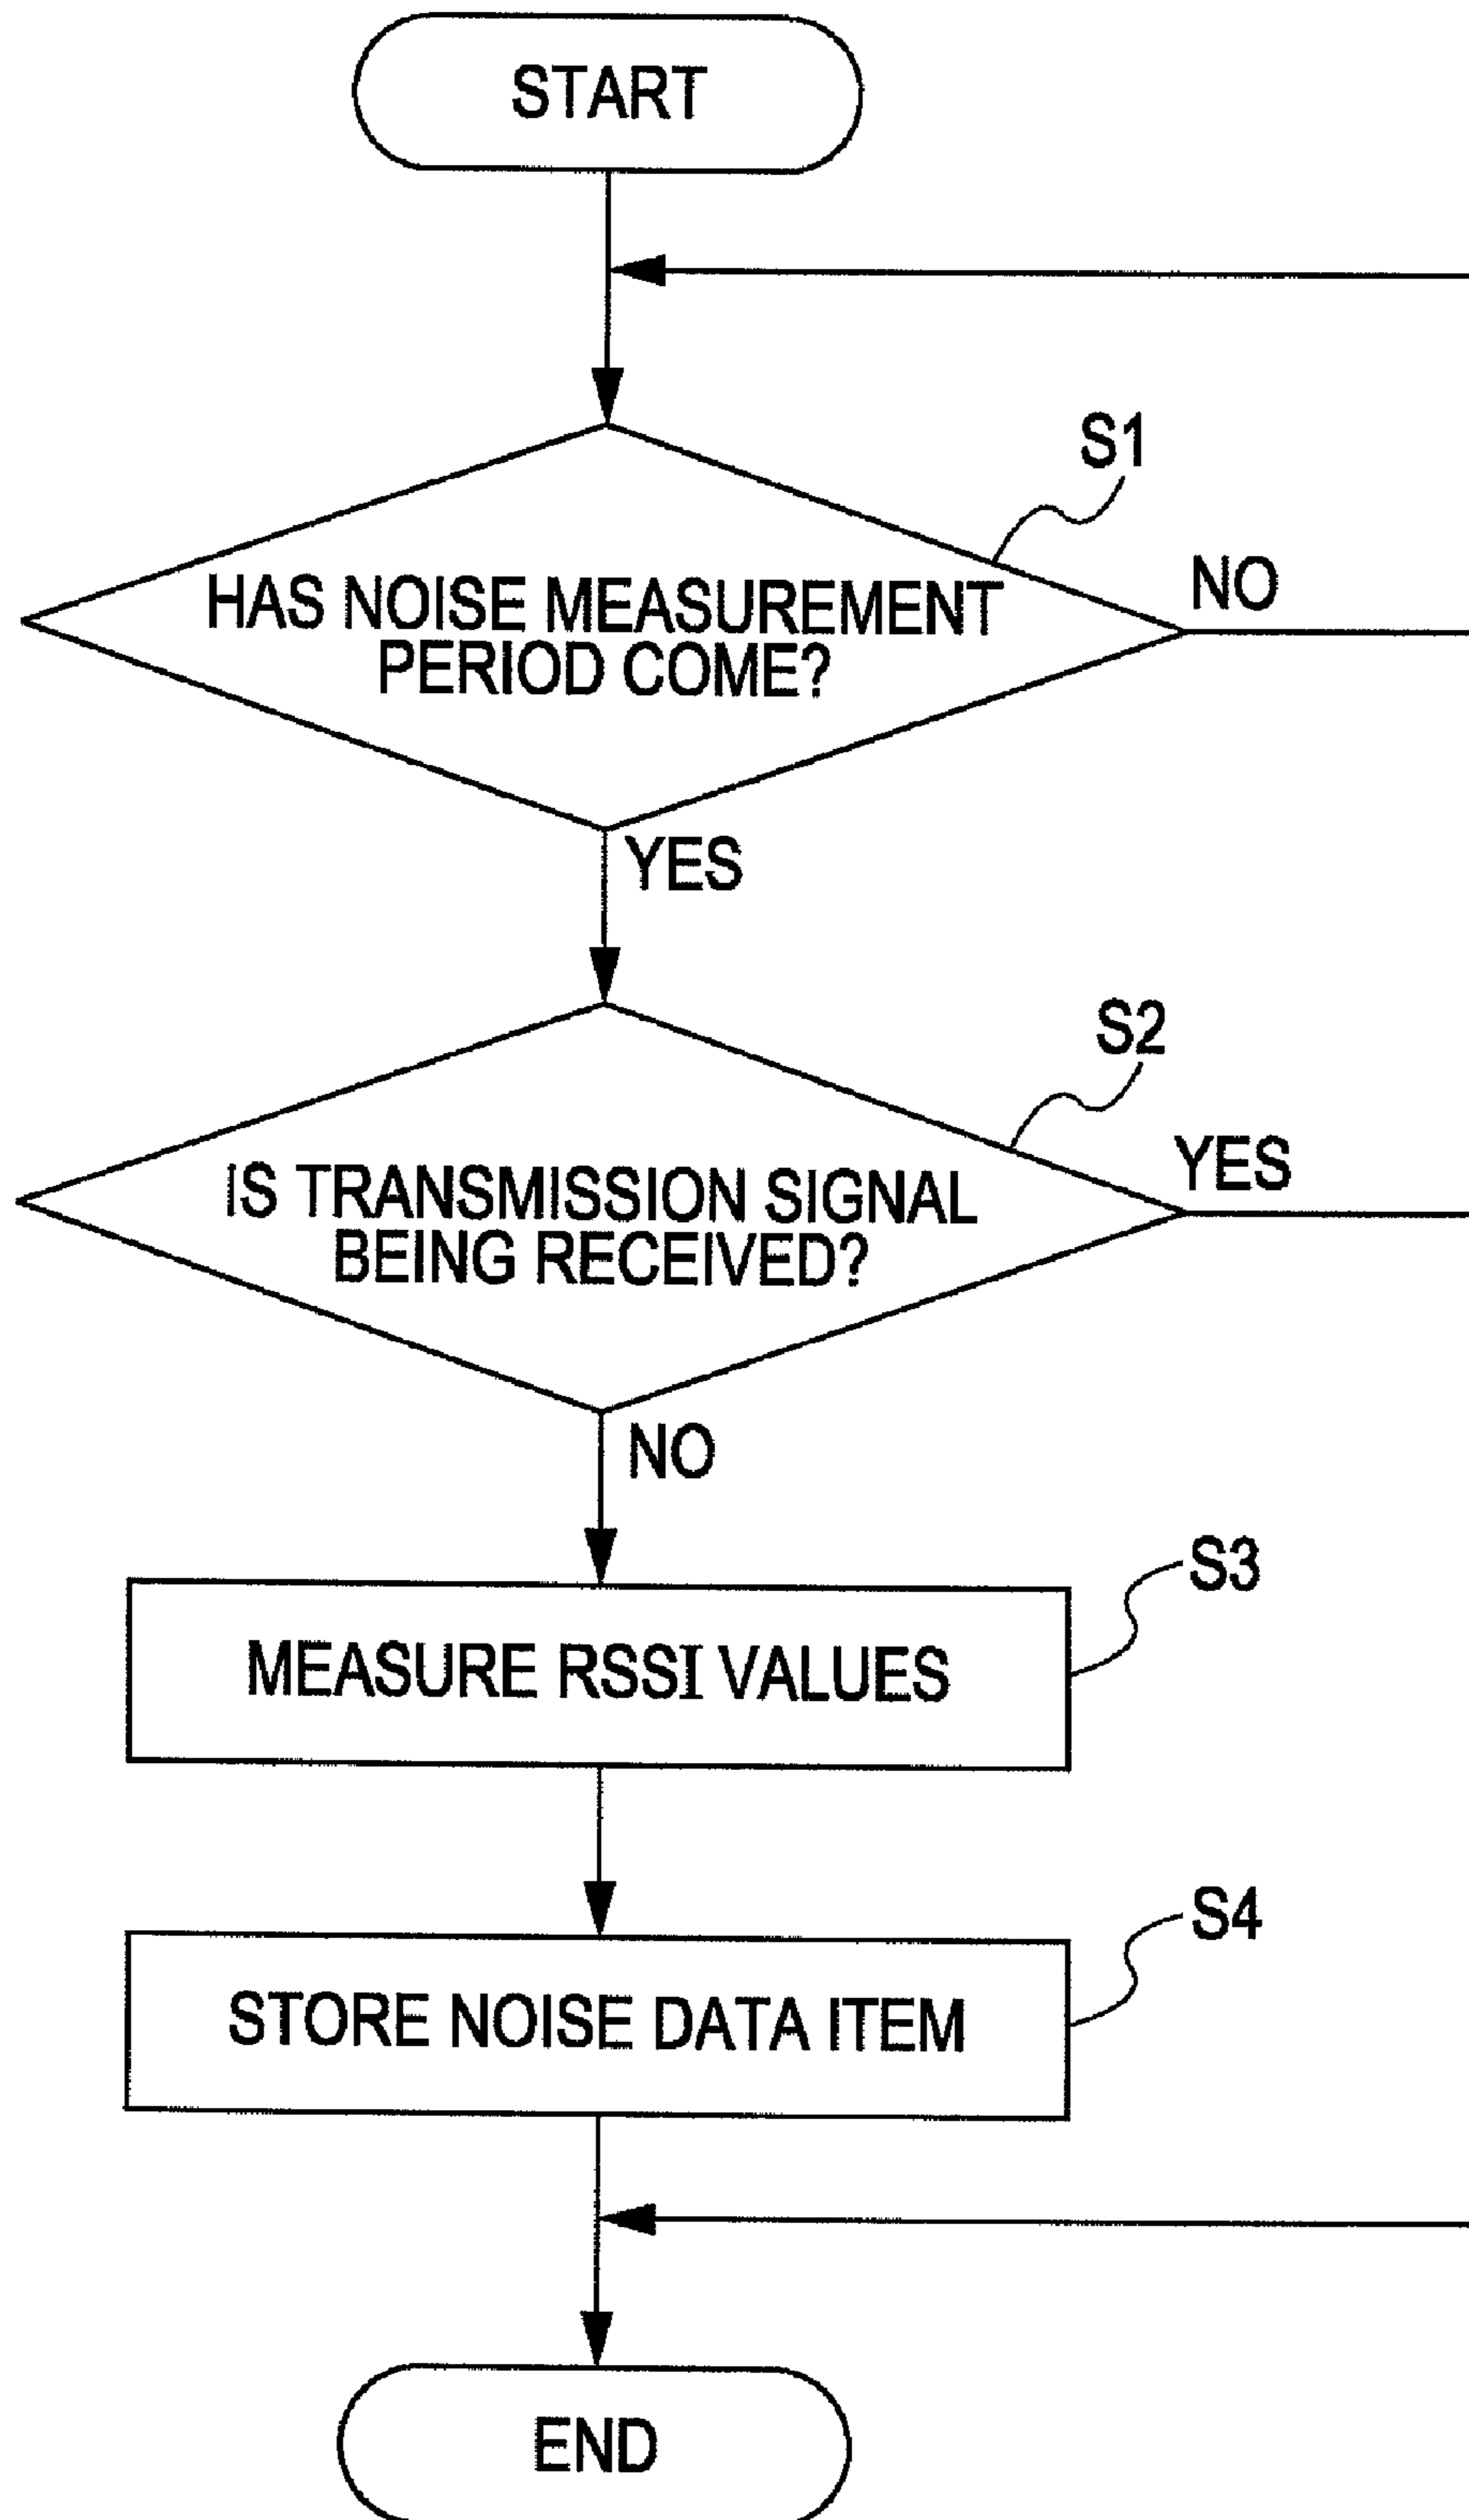 START
S1
HAS NOISE MEASUREMENT
PERIOD COME?
NO
YES
S2
IS TRANSMISSION SIGNAL
BEING RECEIVED?
YES
NO
S3
MEASURE RSSI VALUES
S4
STORE NOISE DATA ITEM
END